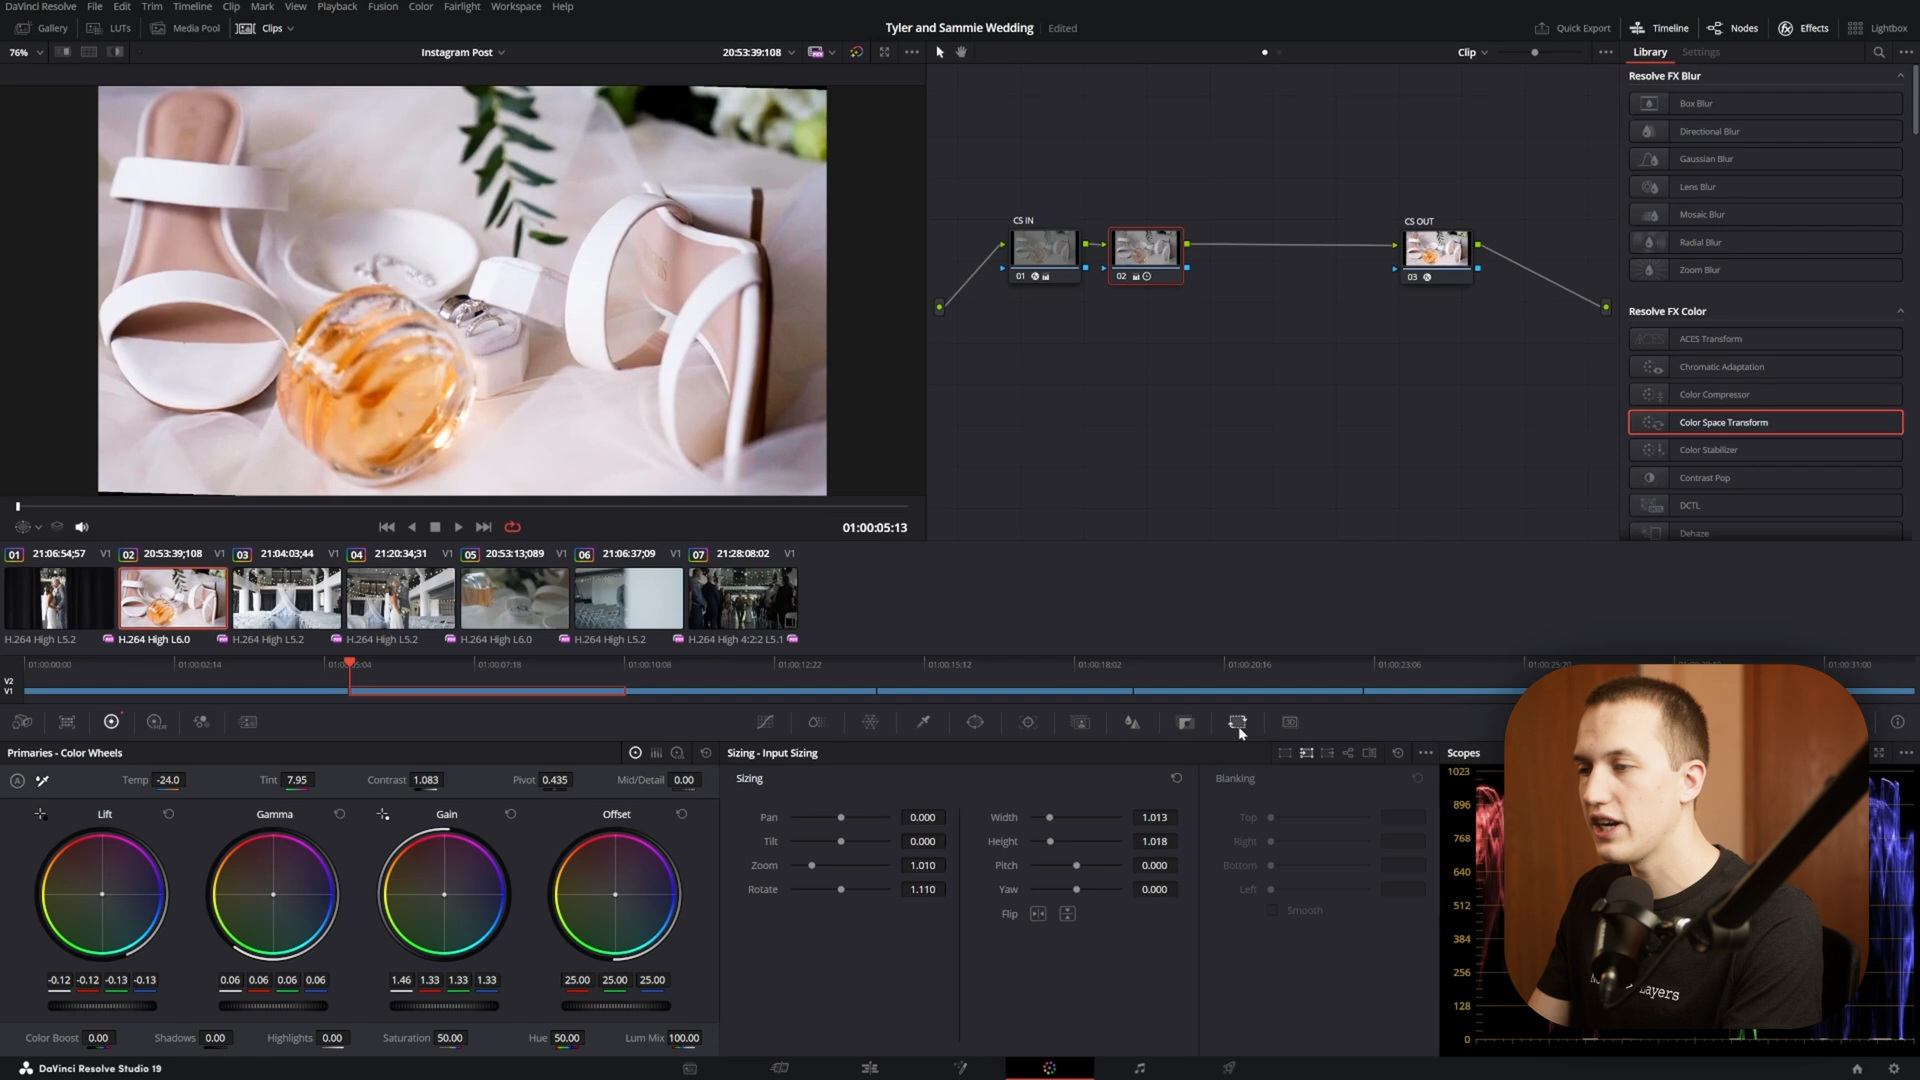 DaVinci Resolve File Edit Trim Timeline Clip Mark View Playback Fusion Color Fairlight Workspace Help
Gallery LUTs Media Pool Clips Tyler and Sammie Wedding Edited Quick Export Timeline Nodes Effects Lightbox
76% Instagram Post 20:53:39:108 Clip Library Settings
Resolve FX Blur
Box Blur
Directional Blur
Gaussian Blur
Lens Blur
Mosaic Blur
Radial Blur
Zoom Blur
CS IN
01
02
CS OUT
03
Resolve FX Color
ACES Transform
Chromatic Adaptation
Color Compressor
Color Space Transform
Color Stabilizer
Contrast Pop
DCTL
Dehaze
01:00:05:13
01 21:06:54;57 V1 02 20:53:39;108 V1 03 21:04:03;44 V1 04 21:20:34;31 V1 05 20:53:13;089 V1 06 21:06:37;09 V1 07 21:28:08:02 V1
H.264 High L5.2 H.264 High L6.0 H.264 High L5.2 H.264 High L5.2 H.264 High L6.0 H.264 High L5.2 H.264 High 4:2:2 L5.1
01:00:00:00 01:00:02:14 01:00:07:18 01:00:10:08 01:00:12:22 01:00:15:12 01:00:18:02 01:00:20:16 01:00:23:06 01:00:31:00
V2
V1
Primaries - Color Wheels Sizing - Input Sizing Scopes
A Temp -24.0 Tint 7.95 Contrast 1.083 Pivot 0.435 Mid/Detail 0.00
Lift Gamma Gain Offset
-0.12 -0.12 -0.13 -0.13 0.06 0.06 0.06 0.06 1.46 1.33 1.33 1.33 25.00 25.00 25.00
Color Boost 0.00 Shadows 0.00 Highlights 0.00 Saturation 50.00 Hue 50.00 Lum Mix 100.00
Sizing Blanking
Pan 0.000 Width 1.013 Top
Tilt 0.000 Height 1.018 Right
Zoom 1.010 Pitch 0.000 Bottom
Rotate 1.110 Yaw 0.000 Left
Flip Smooth
1023
896
768
640
512
384
256
128
0
Layers
DaVinci Resolve Studio 19